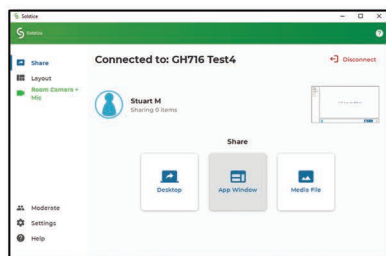 Solstice
Solstice
Share
Layout
Room Camera +
Mic
Moderate
Settings
Help
Connected to: GH716 Test4
Disconnect
Stuart M
Sharing 0 items
Share
Desktop
App Window
Media File